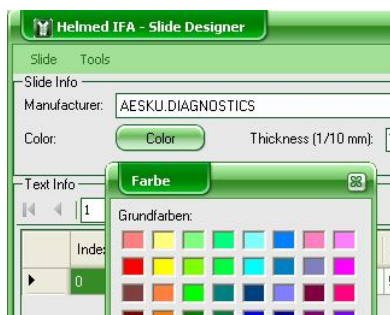 Helmed IFA - Slide Designer
Slide Tools
Slide Info
Manufacturer: AESKU.DIAGNOSTICS
Color: Color Thickness (1/10 mm):
Text Info
Farbe
1
Grundfarben:
Index
0